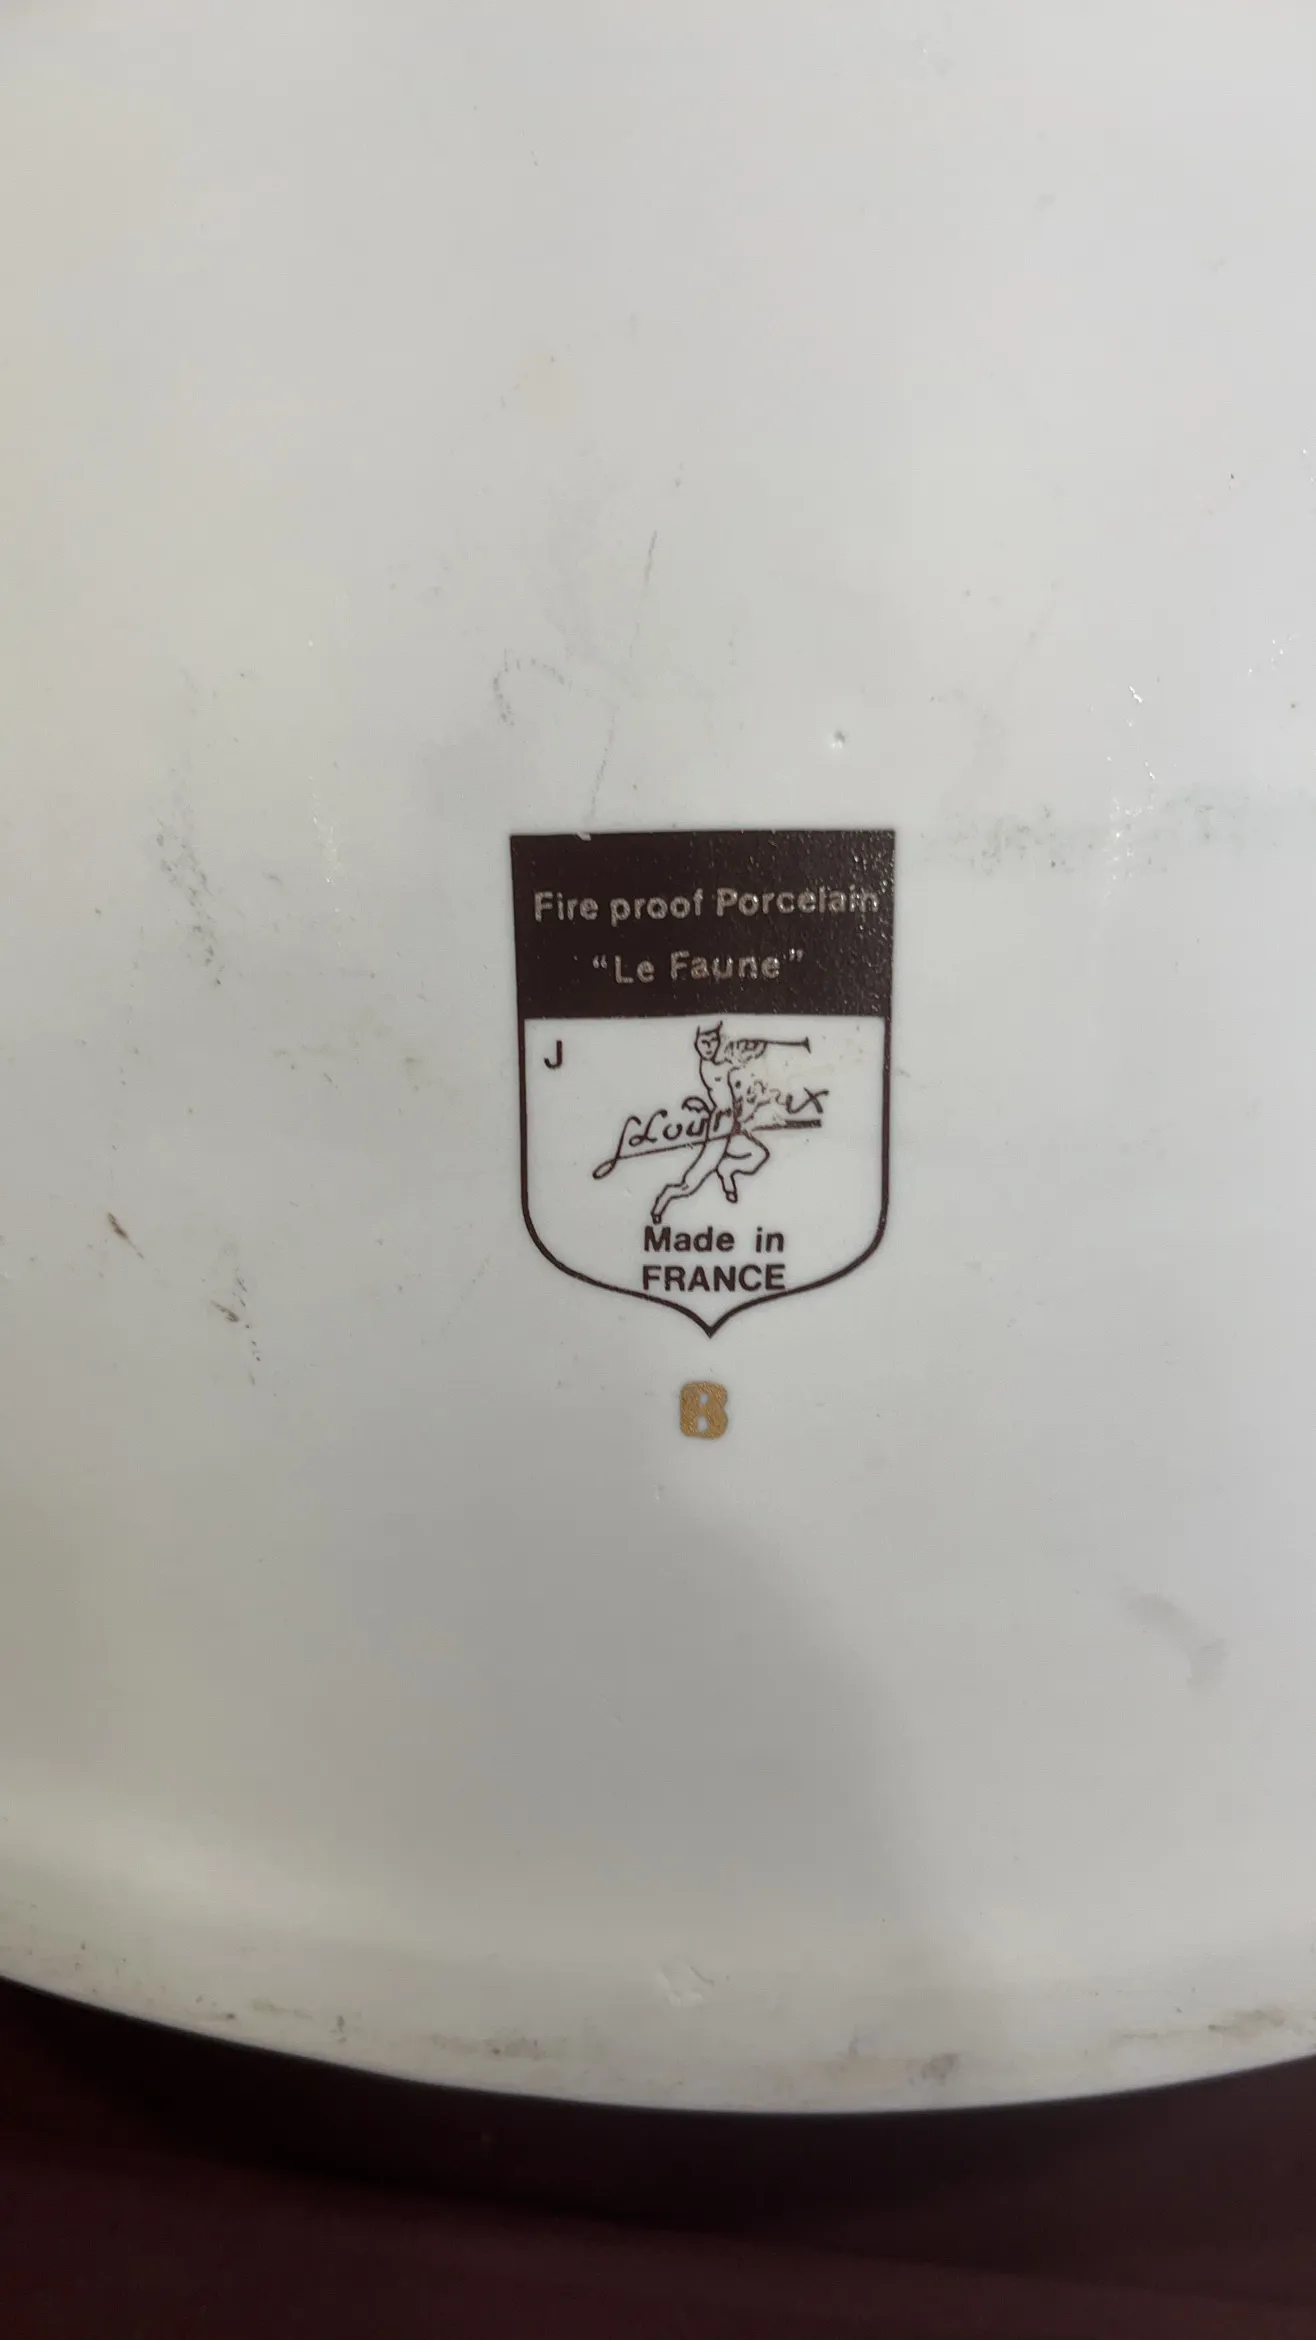 Fire proof Porcelain
“Le Faune”
J
Made in
FRANCE
B